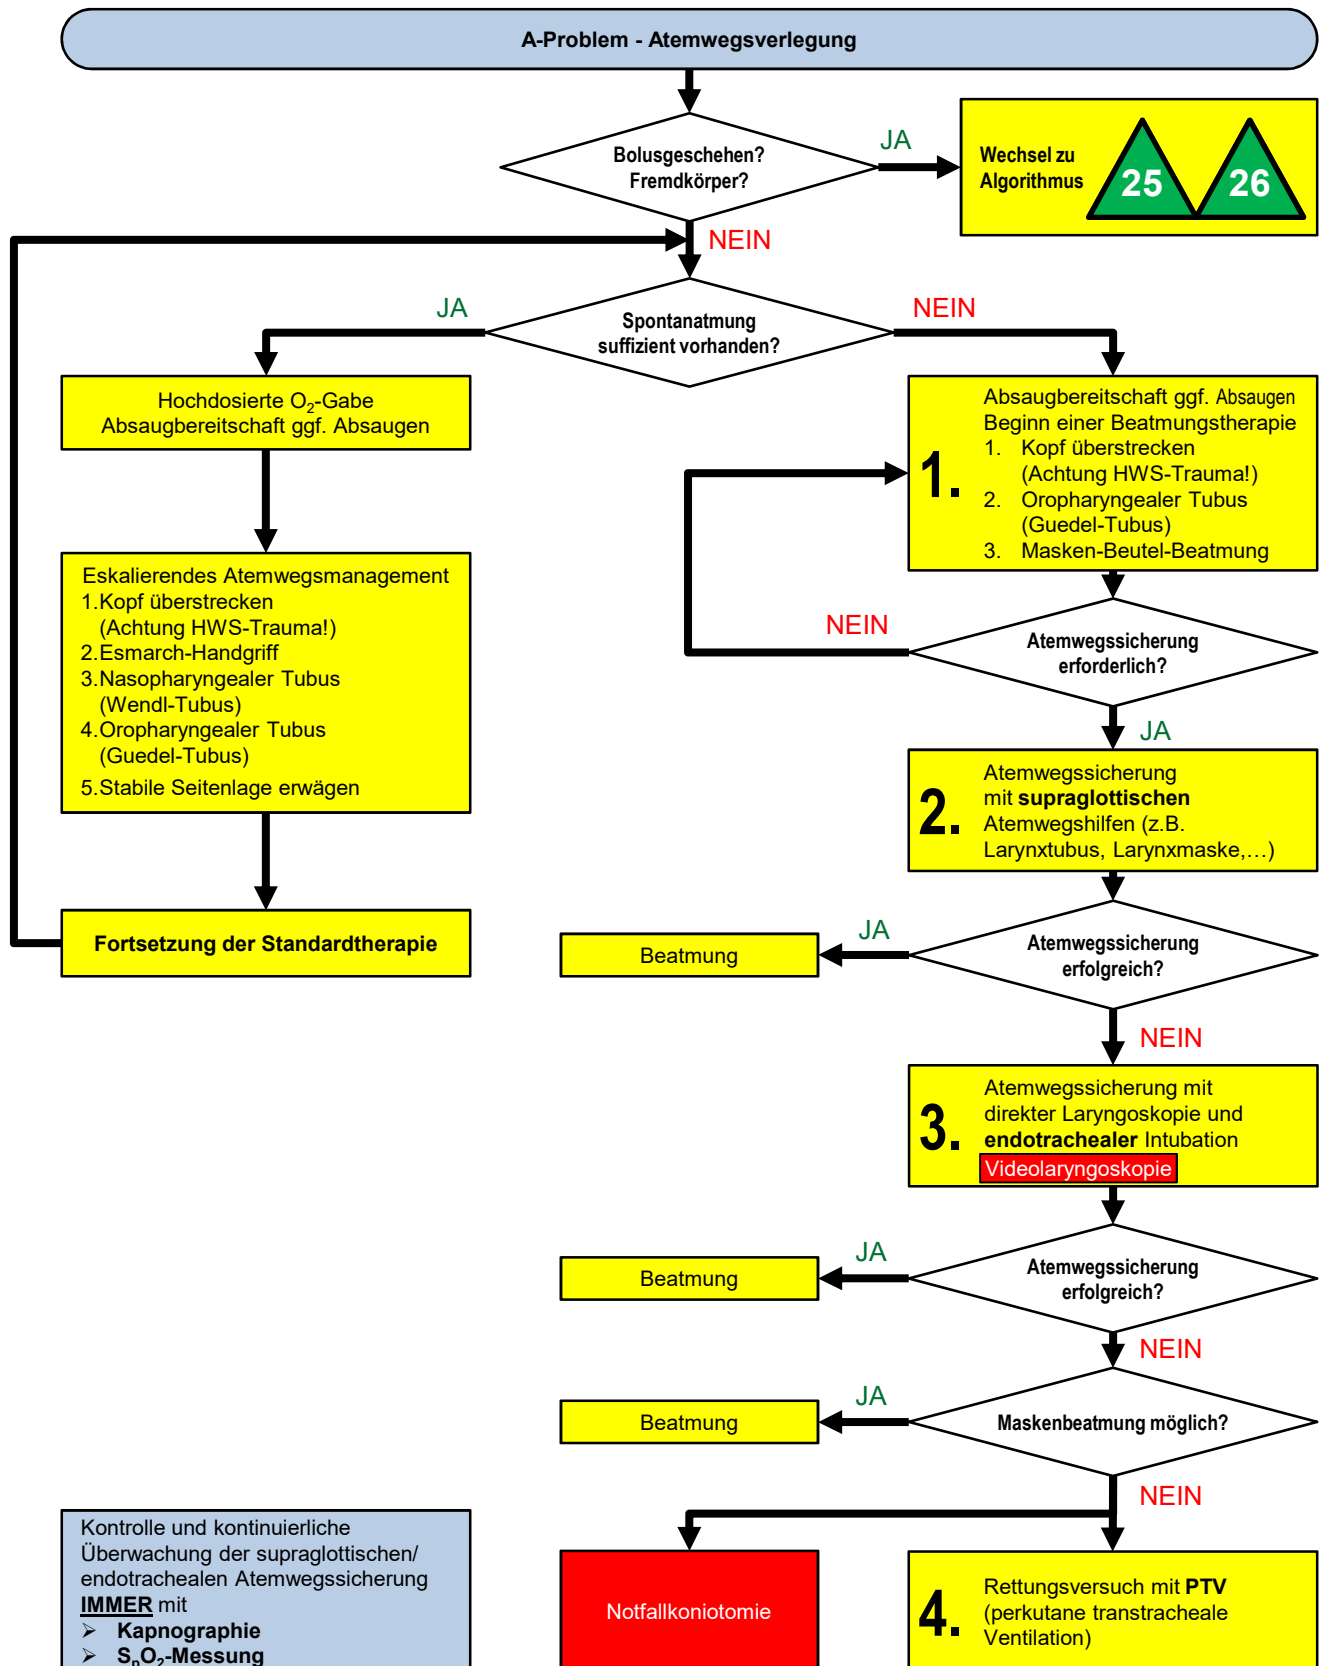 A-Problem - Atemwegsverlegung
Bolusgeschehen?
Fremdkörper?
JA
Wechsel zu
Algorithmus
25
26
NEIN
Spontanatmung
suffizient vorhanden?
JA
NEIN
Hochdosierte O₂-Gabe
Absaugbereitschaft ggf. Absaugen
Eskalierendes Atemwegsmanagement
1.Kopf überstrecken
(Achtung HWS-Trauma!)
2.Esmarch-Handgriff
3.Nasopharyngealer Tubus
(Wendl-Tubus)
4.Oropharyngealer Tubus
(Guedel-Tubus)
5.Stabile Seitenlage erwägen
Fortsetzung der Standardtherapie
1.
Absaugbereitschaft ggf. Absaugen
Beginn einer Beatmungstherapie
1. Kopf überstrecken
(Achtung HWS-Trauma!)
2. Oropharyngealer Tubus
(Guedel-Tubus)
3. Masken-Beutel-Beatmung
Atemwegssicherung
erforderlich?
NEIN
JA
2.
Atemwegssicherung
mit supraglottischen
Atemwegshilfen (z.B.
Larynxtubus, Larynxmaske,…)
Atemwegssicherung
erfolgreich?
JA
Beatmung
NEIN
3.
Atemwegssicherung mit
direkter Laryngoskopie und
endotrachealer Intubation
Videolaryngoskopie
Atemwegssicherung
erfolgreich?
JA
Beatmung
NEIN
Maskenbeatmung möglich?
JA
Beatmung
NEIN
Notfallkoniotomie
4.
Rettungsversuch mit PTV
(perkutane transtracheale
Ventilation)
Kontrolle und kontinuierliche
Überwachung der supraglottischen/
endotrachealen Atemwegssicherung
IMMER mit
➢ Kapnographie
➢ SₚO₂-Messung